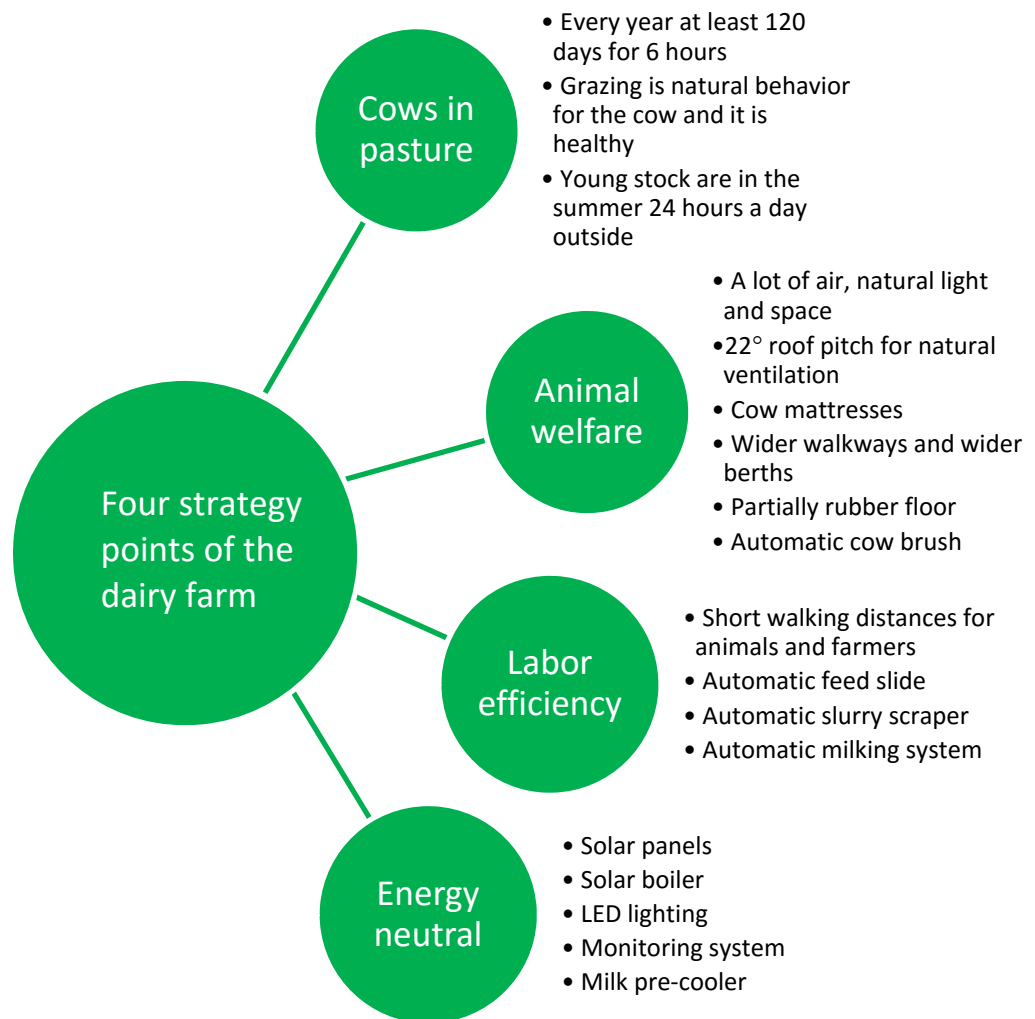 • Every year at least 120
days for 6 hours
• Grazing is natural behavior
for the cow and it is
healthy
• Young stock are in the
summer 24 hours a day
outside
Cows in
pasture
• A lot of air, natural light
and space
•22° roof pitch for natural
ventilation
• Cow mattresses
• Wider walkways and wider
berths
• Partially rubber floor
• Automatic cow brush
Animal
welfare
Four strategy
points of the
dairy farm
• Short walking distances for
animals and farmers
• Automatic feed slide
• Automatic slurry scraper
• Automatic milking system
Labor
efficiency
• Solar panels
• Solar boiler
• LED lighting
• Monitoring system
• Milk pre-cooler
Energy
neutral